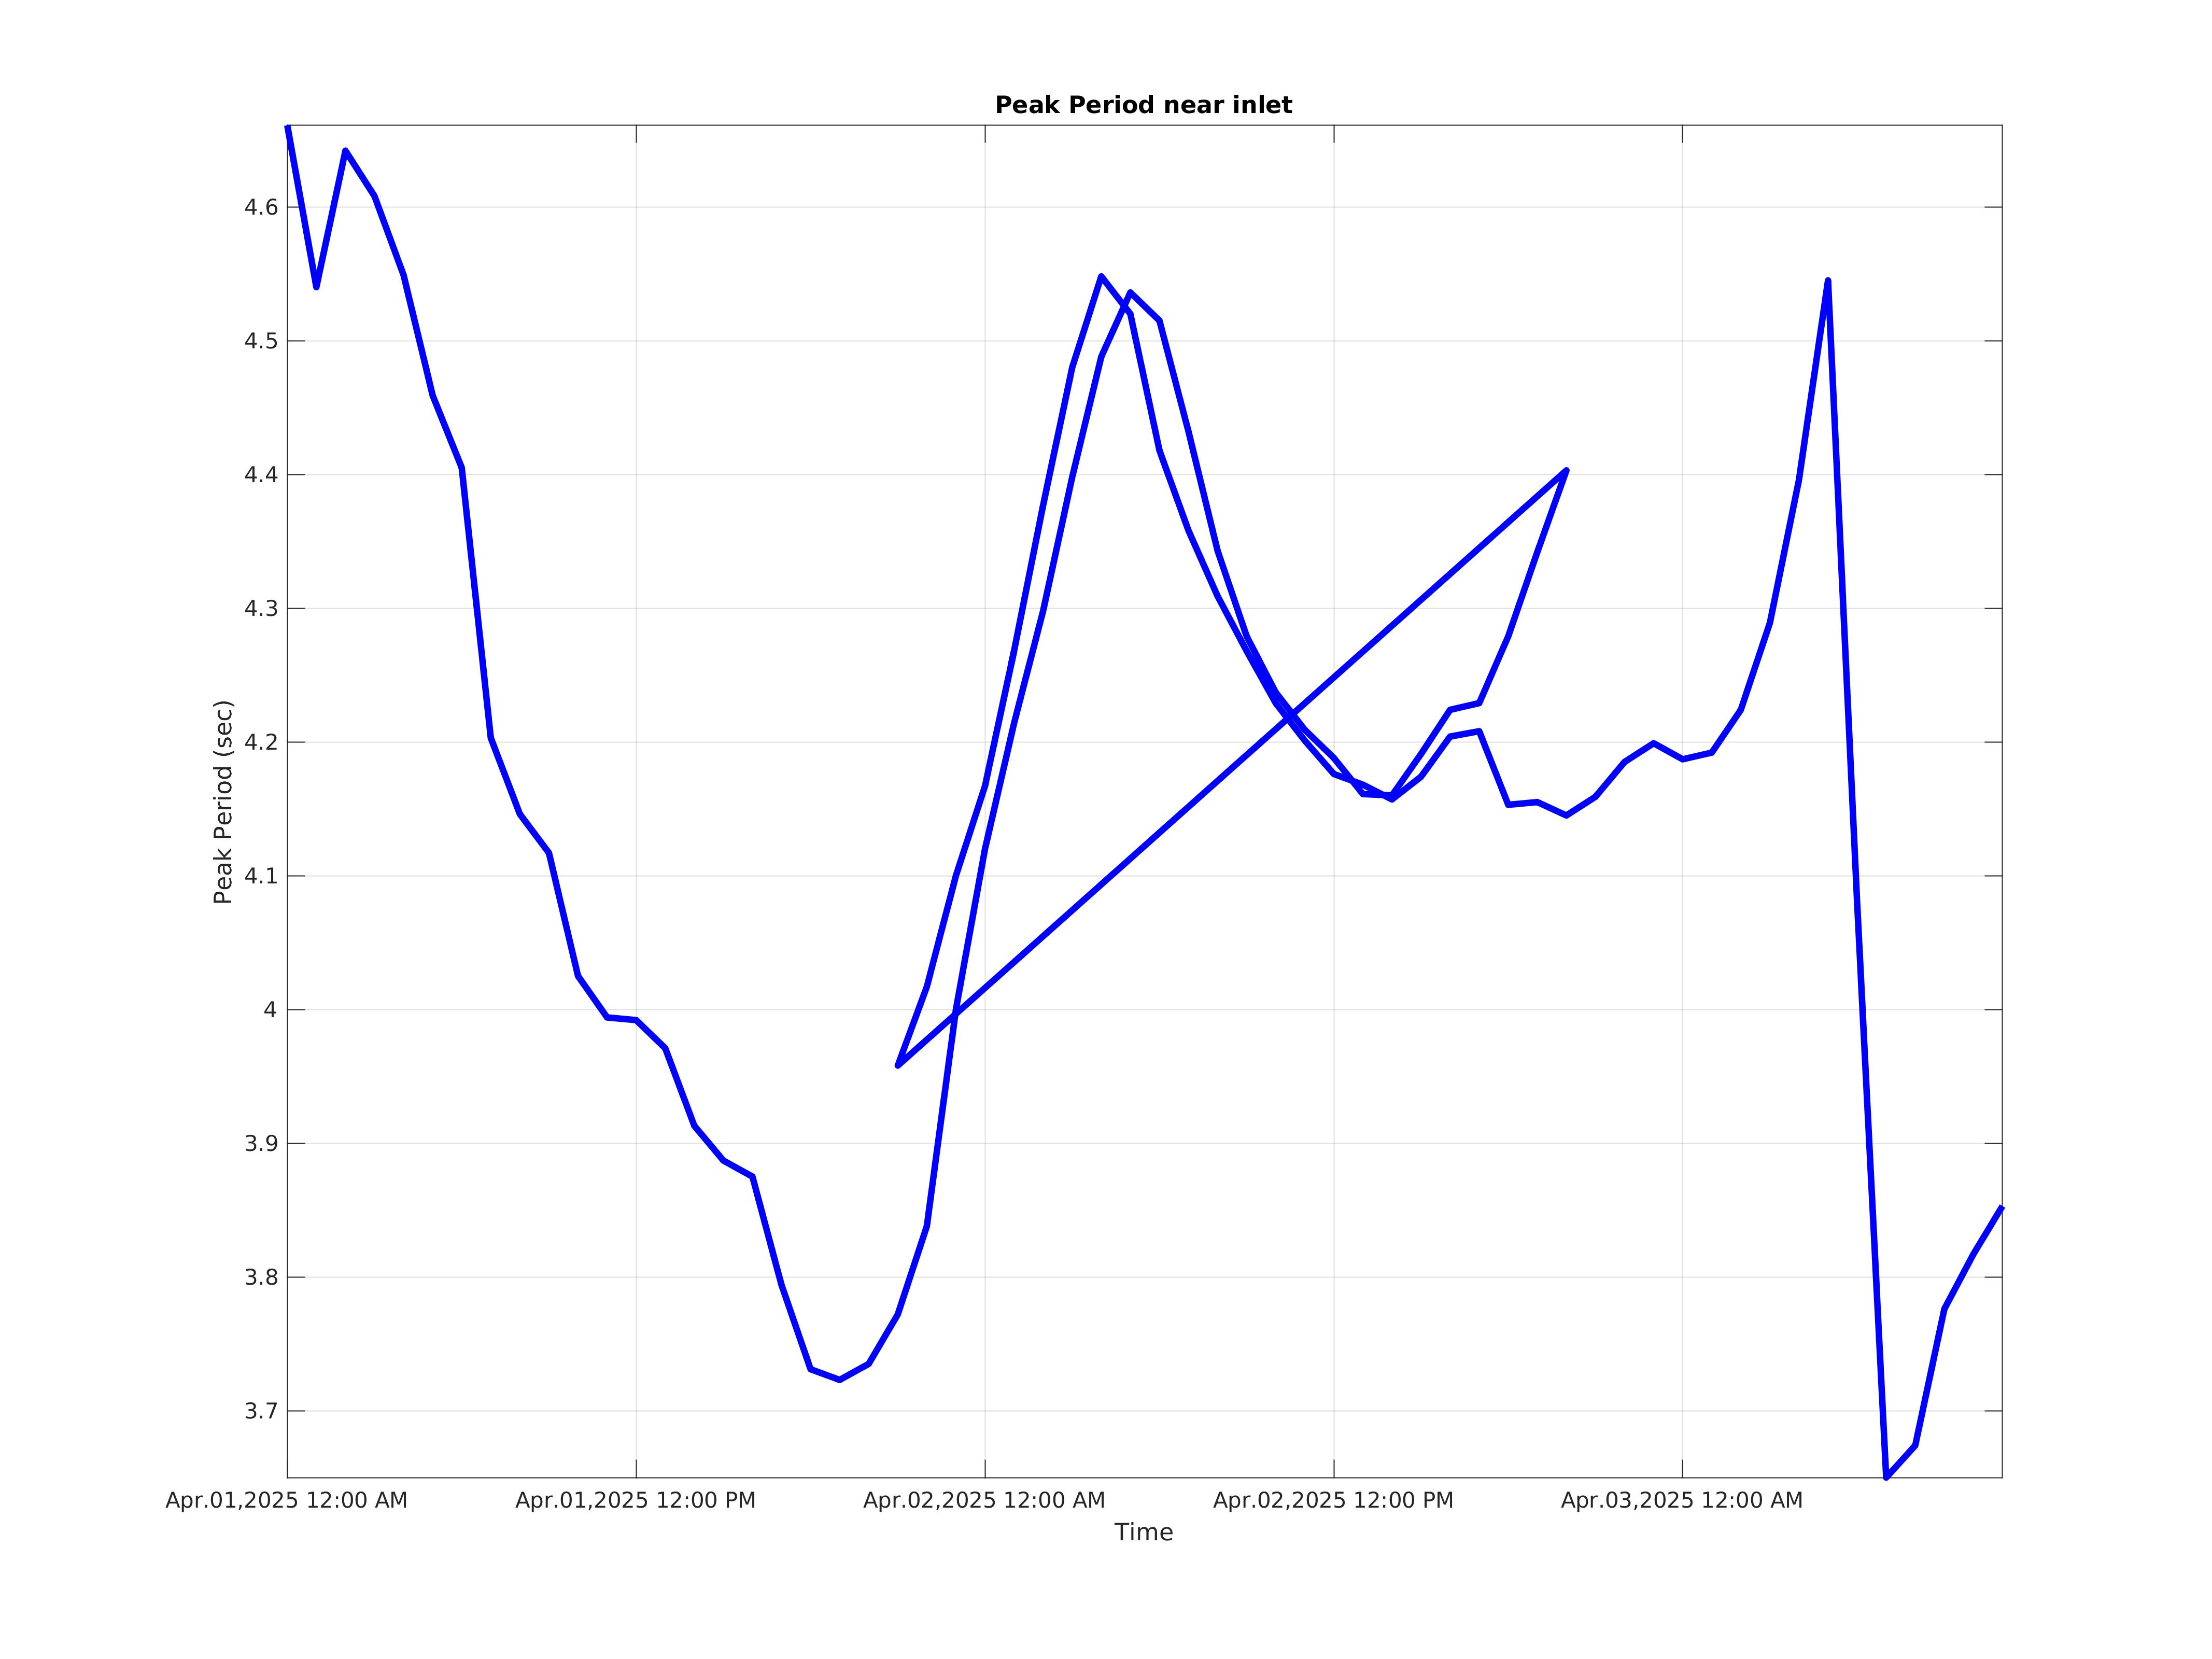 Peak Period near inlet
Peak Period (sec)
4.6
4.5
4.4
4.3
4.2
4.1
4
3.9
3.8
3.7
Apr.01,2025 12:00 AM Apr.01,2025 12:00 PM Apr.02,2025 12:00 AM Apr.02,2025 12:00 PM Apr.03,2025 12:00 AM
Time